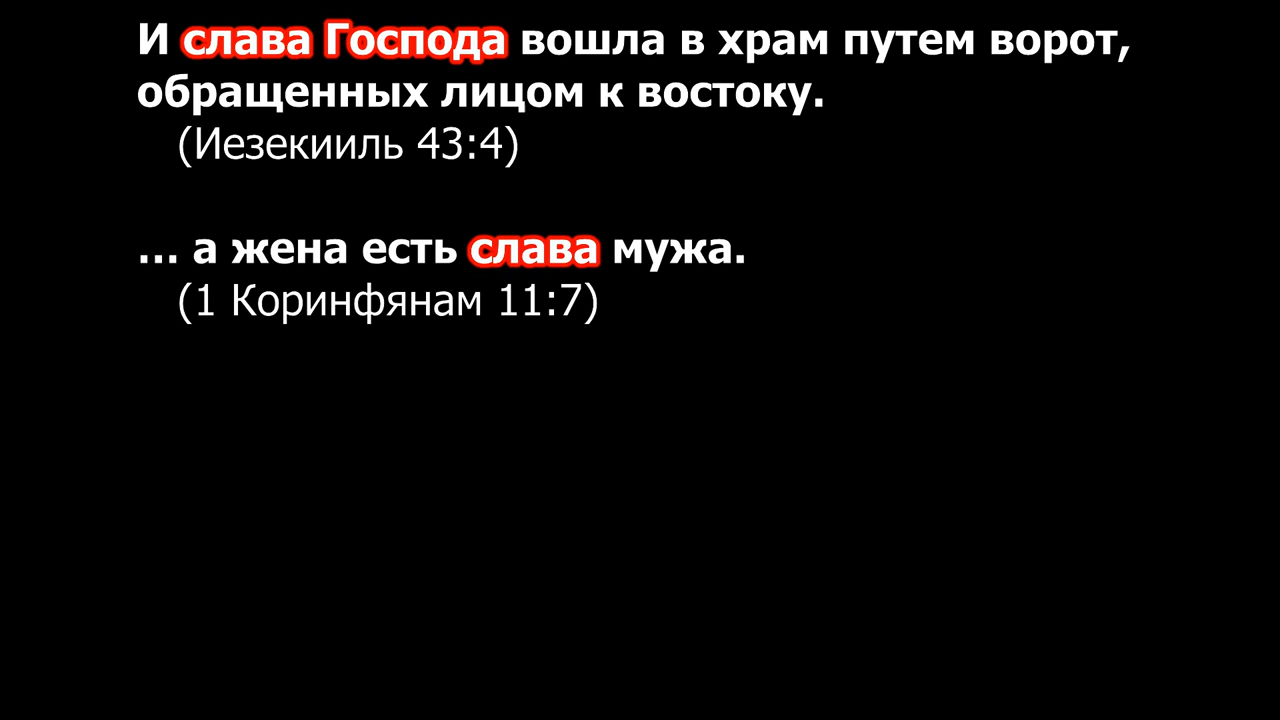 И слава Господа вошла в храм путем ворот,
обращенных лицом к востоку.
(Иезекииль 43:4)
... а жена есть слава мужа.
(1 Коринфянам 11:7)